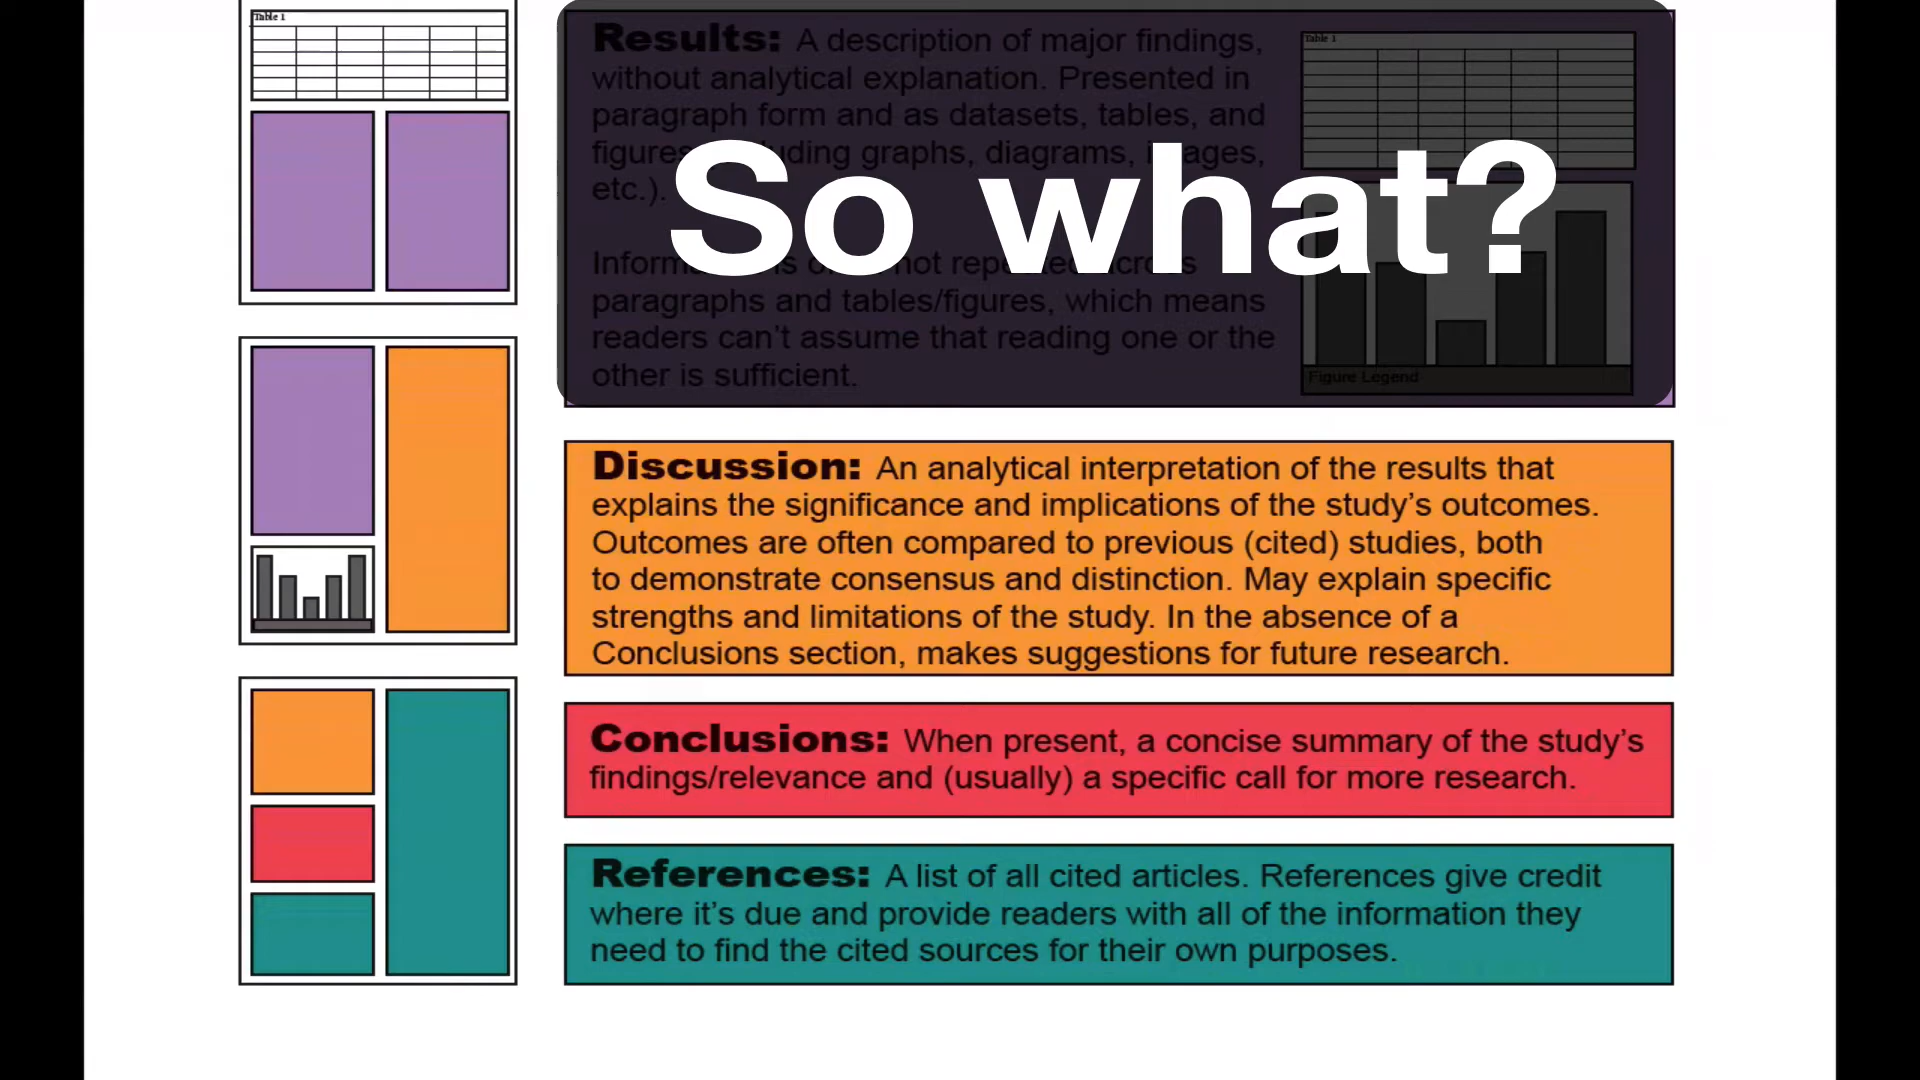 Table 1
Results: A description of major findings,
without analytical explanation. Presented in
paragraph form and as datasets, tables, and
graphs, diagrams,
etc.).
So what?
paragraphs and tables/figures, which means
readers can't assume that reading one or the
other is sufficient.
Table 1
Figure Legend
Discussion: An analytical interpretation of the results that
explains the significance and implications of the study's outcomes.
Outcomes are often compared to previous (cited) studies, both
to demonstrate consensus and distinction. May explain specific
strengths and limitations of the study. In the absence of a
Conclusions section, makes suggestions for future research.
Conclusions: When present, a concise summary of the study's
findings/relevance and (usually) a specific call for more research.
References: A list of all cited articles. References give credit
where it's due and provide readers with all of the information they
need to find the cited sources for their own purposes.